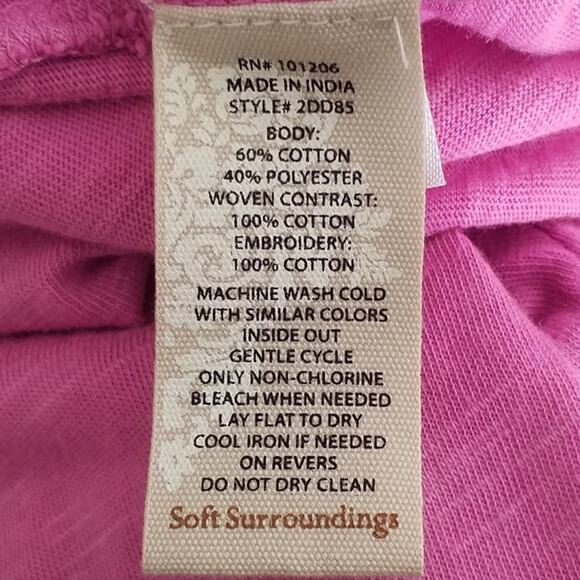 RN# 101206
MADE IN INDIA
STYLE# 2DD85
BODY:
60% COTTON
40% POLYESTER
WOVEN CONTRAST:
100% COTTON
EMBROIDERY:
100% COTTON
MACHINE WASH COLD
WITH SIMILAR COLORS
INSIDE OUT
GENTLE CYCLE
ONLY NON-CHLORINE
BLEACH WHEN NEEDED
LAY FLAT TO DRY
COOL IRON IF NEEDED
ON REVERS
DO NOT DRY CLEAN
Soft Surroundings